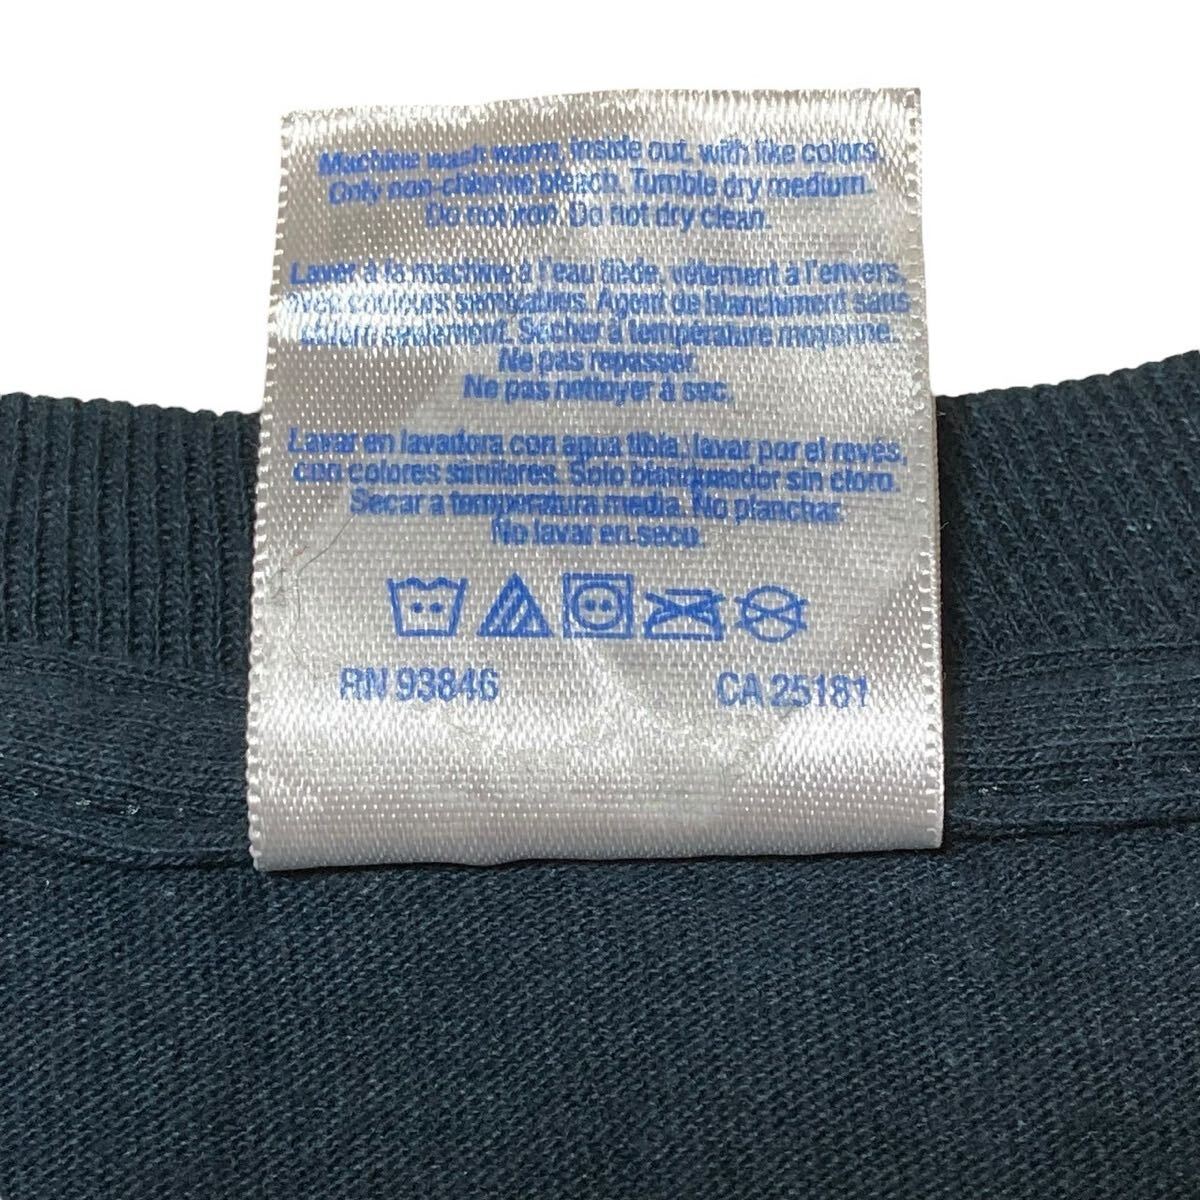 Machine wash warm, inside out, with like colors.
Only non-chlorine bleach. Tumble dry medium.
Do not iron. Do not dry clean.
Laver à la machine à l'eau tiède, vêtement à l'envers,
avec couleurs semblables. Agent de blanchiment sans
chlore seulement. Sécher à température moyenne.
Ne pas repasser.
Ne pas nettoyer à sec.
Lavar en lavadora con agua tibia, lavar por el revés,
con colores similares. Solo blanqueador sin cloro.
Secar a temperatura media. No planchar.
No lavar en seco.
RN 93846
CA 25181